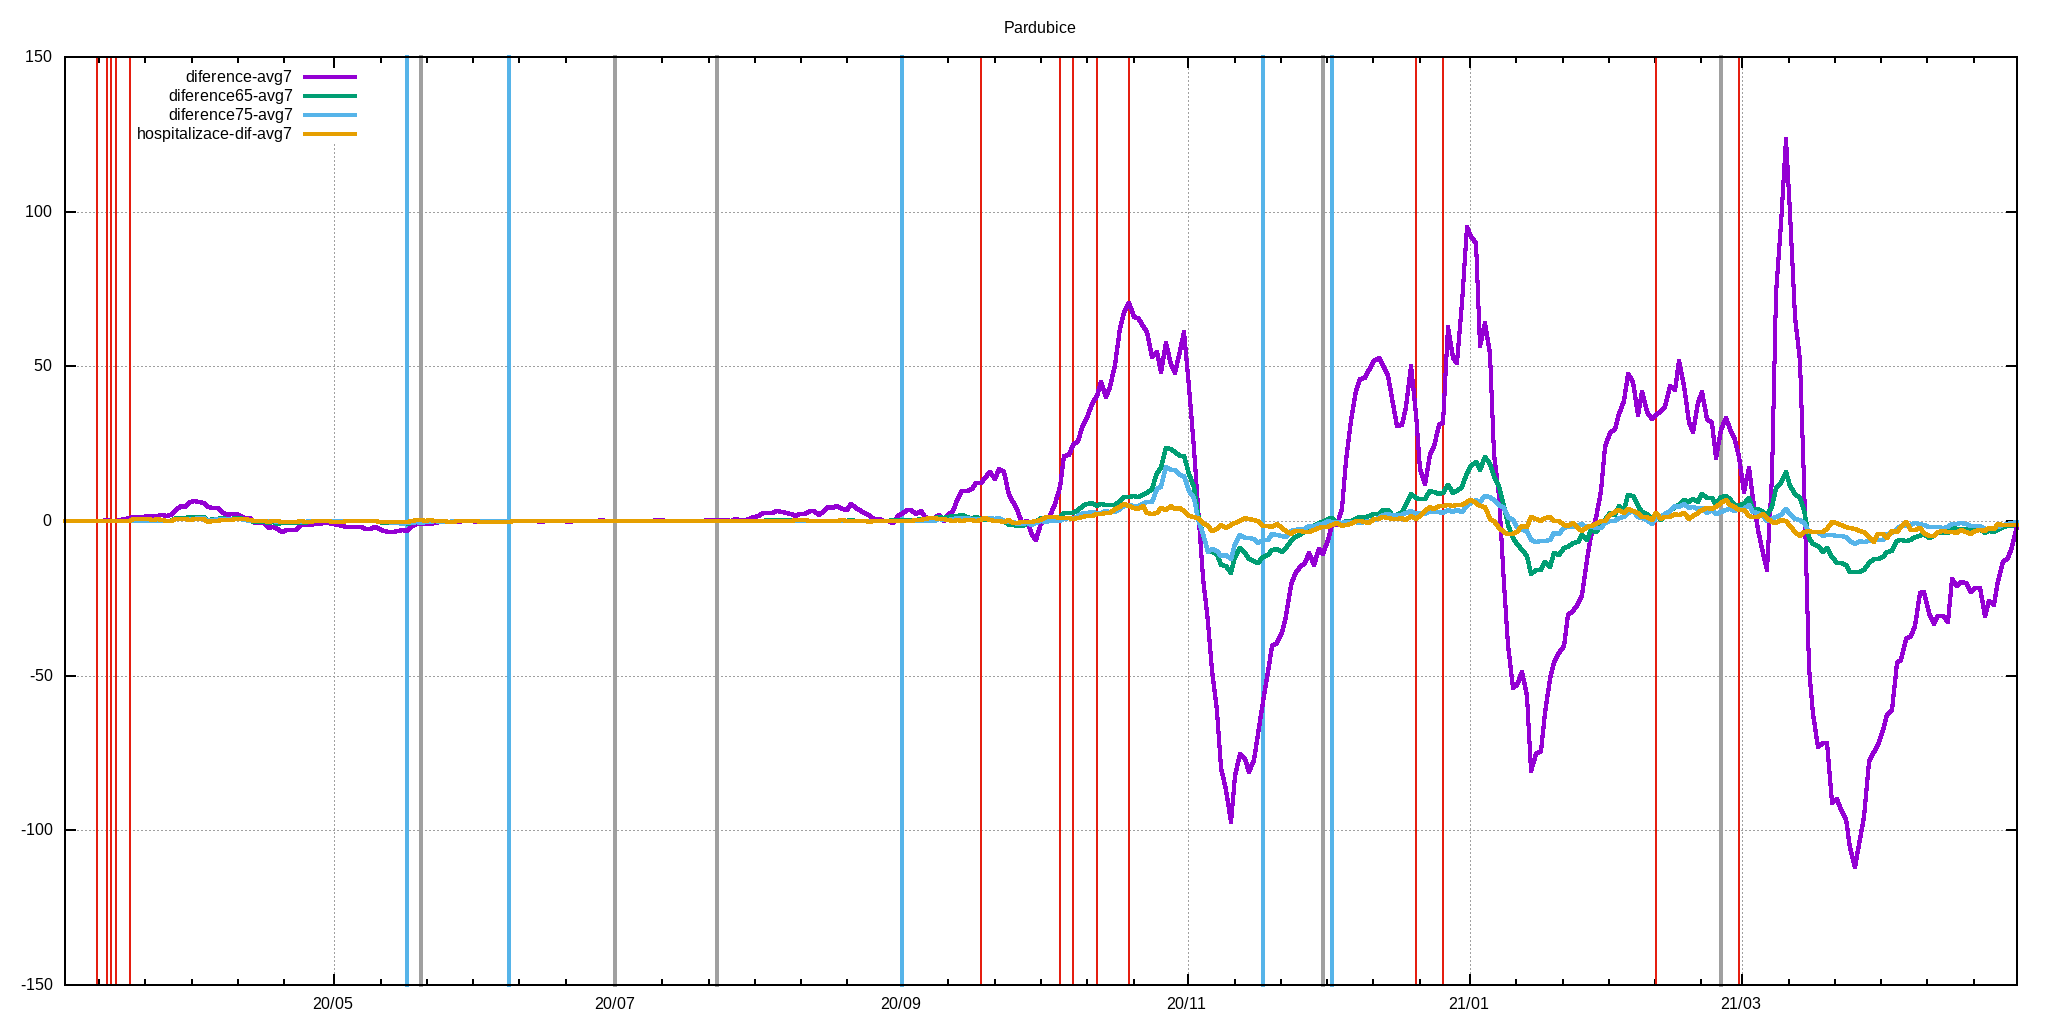 Pardubice
150
100
50
0
-50
-100
-150
diference-avg7
diference65-avg7
diference75-avg7
hospitalizace-dif-avg7
20/05 20/07 20/09 20/11 21/01 21/03